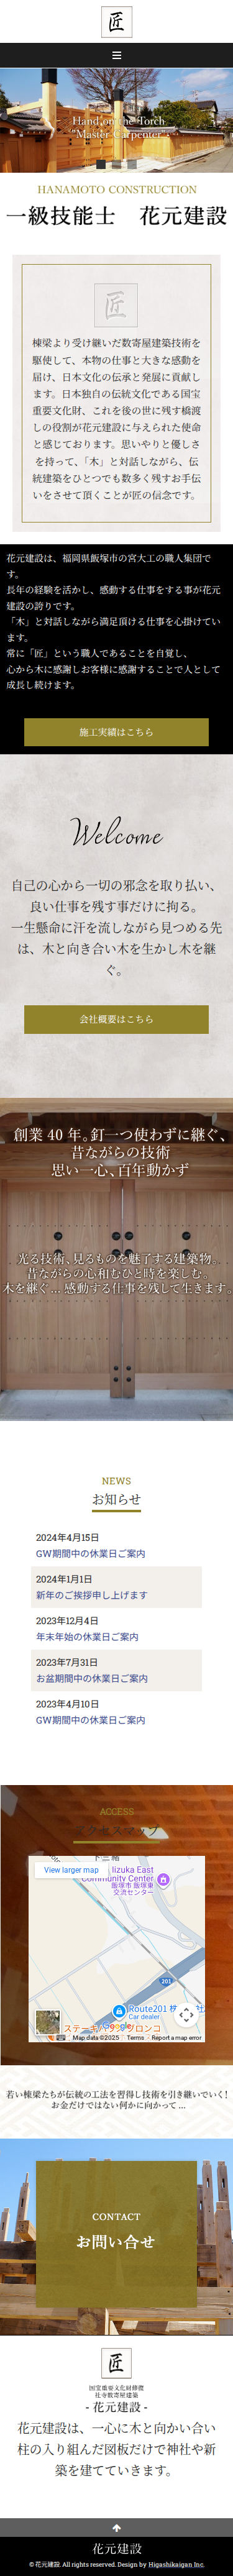 匠
Hand on the Torch
"Master Carpenter"
HANAMOTO CONSTRUCTION
一級技能士　花元建設
匠
棟梁より受け継いだ数寄屋建築技術を
駆使して、本物の仕事と大きな感動を
届け、日本文化の伝承と発展に貢献し
ます。日本独自の伝統文化である国宝
重要文化財、これを後の世に残す橋渡
しの役割が花元建設に与えられた使命
と感じております。思いやりと優しさ
を持って、「木」と対話しながら、伝
統建築をひとつでも数多く残すお手伝
いをさせて頂くことが匠の信念です。
花元建設は、福岡県飯塚市の宮大工の職人集団で
す。
長年の経験を活かし、感動する仕事をする事が花元
建設の誇りです。
「木」と対話しながら満足頂ける仕事を心掛けてい
ます。
常に「匠」という職人であることを自覚し、
心から木に感謝しお客様に感謝することで人として
成長し続けます。
施工実績はこちら
Welcome
自己の心から一切の邪念を取り払い、
良い仕事を残す事だけに拘る。
一生懸命に汗を流しながら見つめる先
は、木と向き合い木を生かし木を継
ぐ。
会社概要はこちら
創業 40 年。釘一つ使わずに継ぐ、
昔ながらの技術
思い一心、百年動かず
光る技術、見るものを魅了する建築物。
昔ながらの心和むひと時を楽しむ。
木を継ぐ…感動する仕事を残して生きます。
NEWS
お知らせ
2024年4月15日
GW期間中の休業日ご案内
2024年1月1日
新年のご挨拶申し上げます
2023年12月4日
年末年始の休業日ご案内
2023年7月31日
お盆期間中の休業日ご案内
2023年4月10日
GW期間中の休業日ご案内
ACCESS
アクセスマップ
View larger map
Iizuka East
Community Center
飯塚市 飯塚東
交流センター
201
Route201 株式会社
Car dealer
ステーキハウス ブロンコ
Google
Map data ©2025
Terms
Report a map error
若い棟梁たちが伝統の工法を習得し技術を引き継いでいく!
お金だけではない何かに向かって…
CONTACT
お問い合せ
匠
国宝重要文化財修復
社寺数寄屋建築
- 花元建設 -
花元建設は、一心に木と向かい合い
柱の入り組んだ図板だけで神社や新
築を建てていきます。
花元建設
© 花元建設. All rights reserved. Design by Higashikaigan Inc.